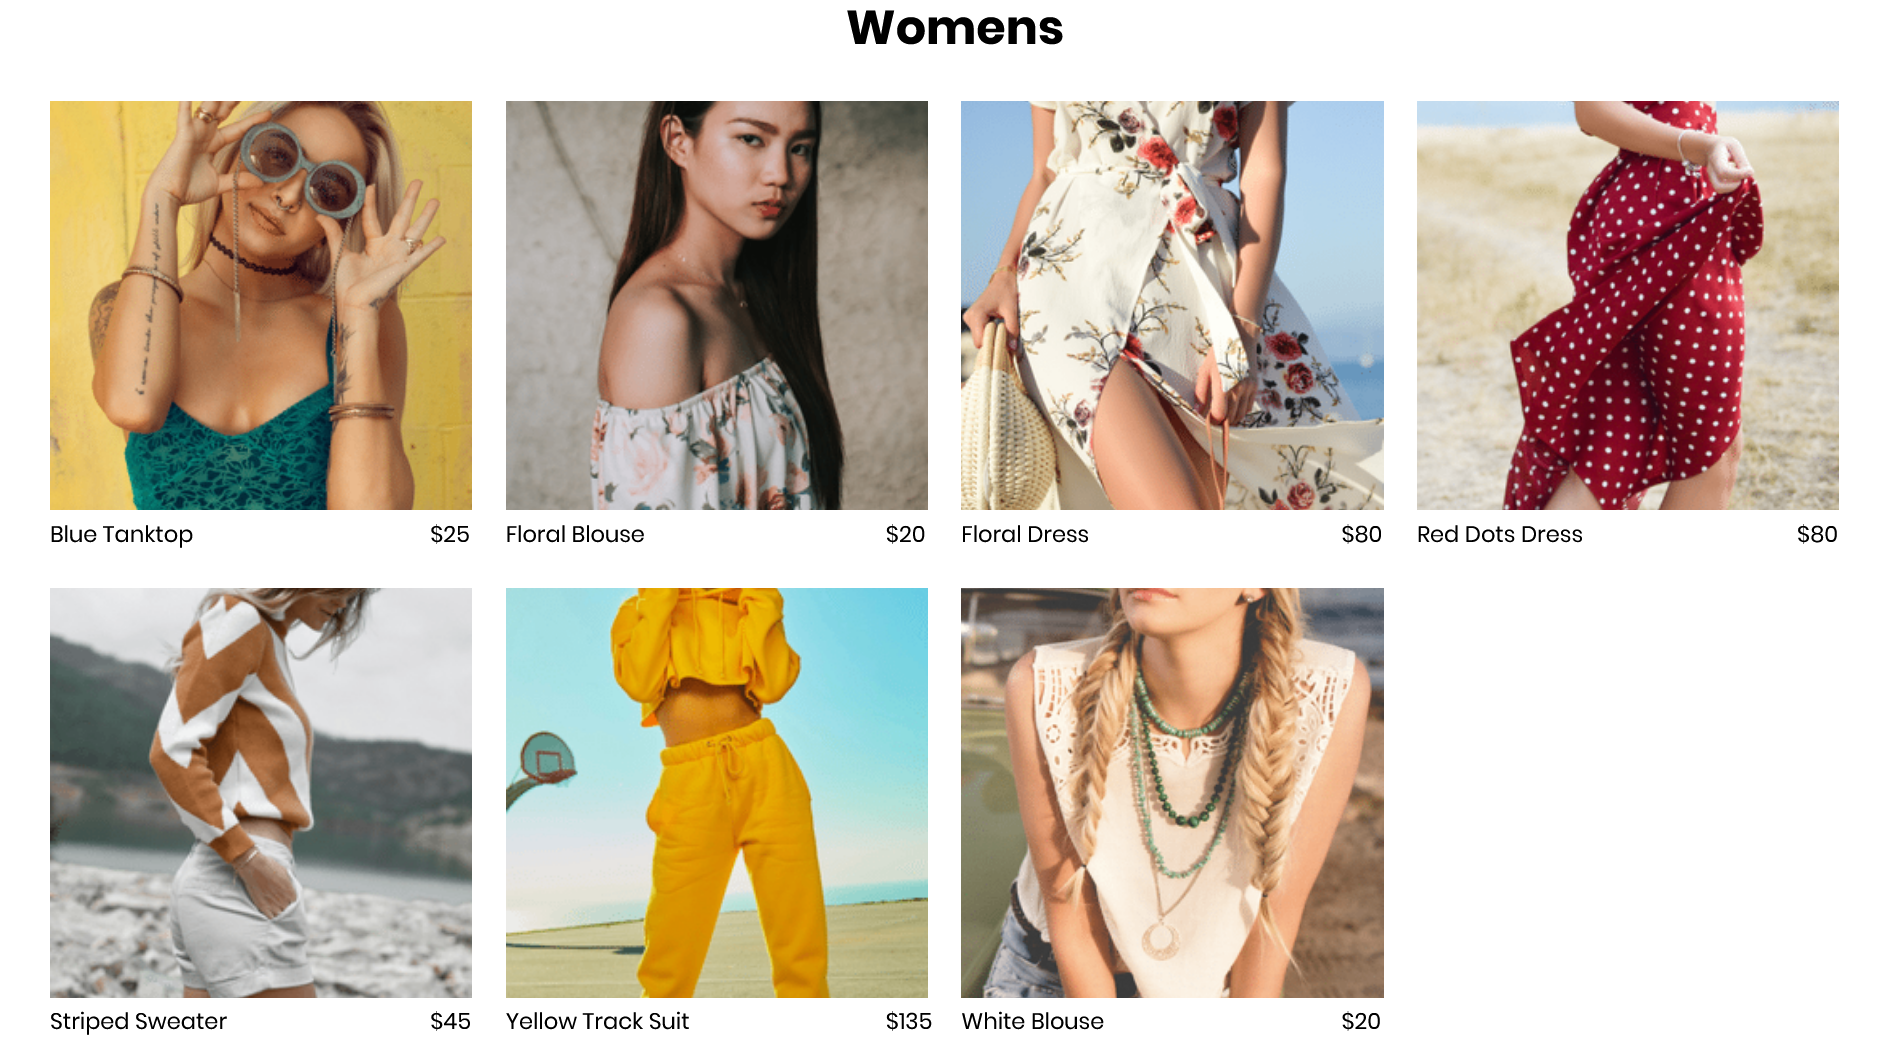 Womens
Blue Tanktop $25
Floral Blouse $20
Floral Dress $80
Red Dots Dress $80
Striped Sweater $45
Yellow Track Suit $135
White Blouse $20